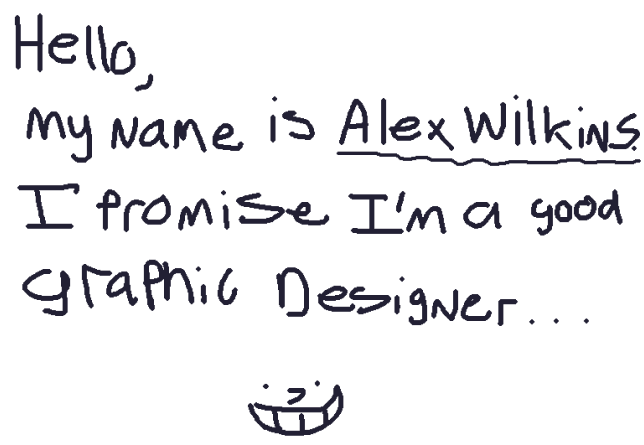 Hello,
My Name is Alex Wilkins.
I promise I'm a good
graphic Designer...